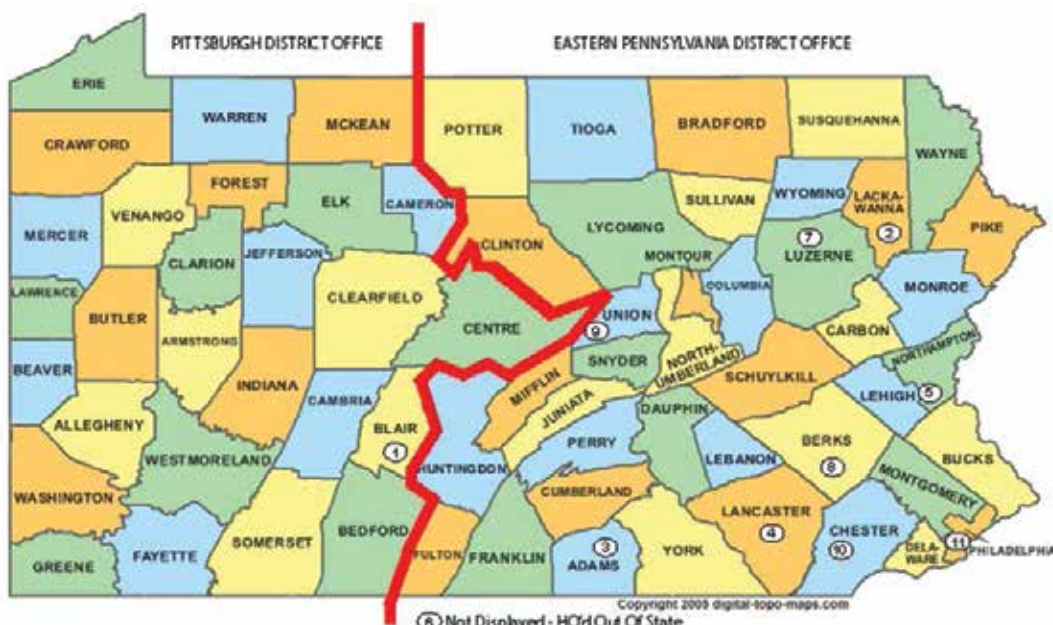 PITTSBURGH DISTRICT OFFICE
EASTERN PENNSYLVANIA DISTRICT OFFICE
ERIE
WARREN
MCKEAN
POTTER
TIOGA
BRADFORD
SUSQUEHANNA
WAYNE
CRAWFORD
FOREST
ELK
CAMERON
SULLIVAN
WYOMING
LACKA-
WANNA
2
PIKE
VENANGO
MERCER
CLARION
JEFFERSON
CLINTON
LYCOMING
MONTOUR
7
LUZERNE
COLUMBIA
MONROE
LAWRENCE
BUTLER
CLEARFIELD
CENTRE
UNION
9
CARBON
ARMSTRONG
SNYDER
NORTH-
UMBERLAND
NORTHAMPTON
5
BEAVER
INDIANA
CAMBRIA
MIFFLIN
JUNIATA
SCHUYLKILL
LEHIGH
ALLEGHENY
BLAIR
1
HUNTINGDON
PERRY
DAUPHIN
LEBANON
BERKS
8
BUCKS
WESTMORELAND
MONTGOMERY
WASHINGTON
CUMBERLAND
LANCASTER
4
CHESTER
10
GREENE
FAYETTE
SOMERSET
BEDFORD
FULTON
FRANKLIN
3
ADAMS
YORK
DELA-
WARE
11
PHILADELPHIA
Copyright 2005 digital-topo-maps.com
6 Not Displayed - HQ'd Out Of State